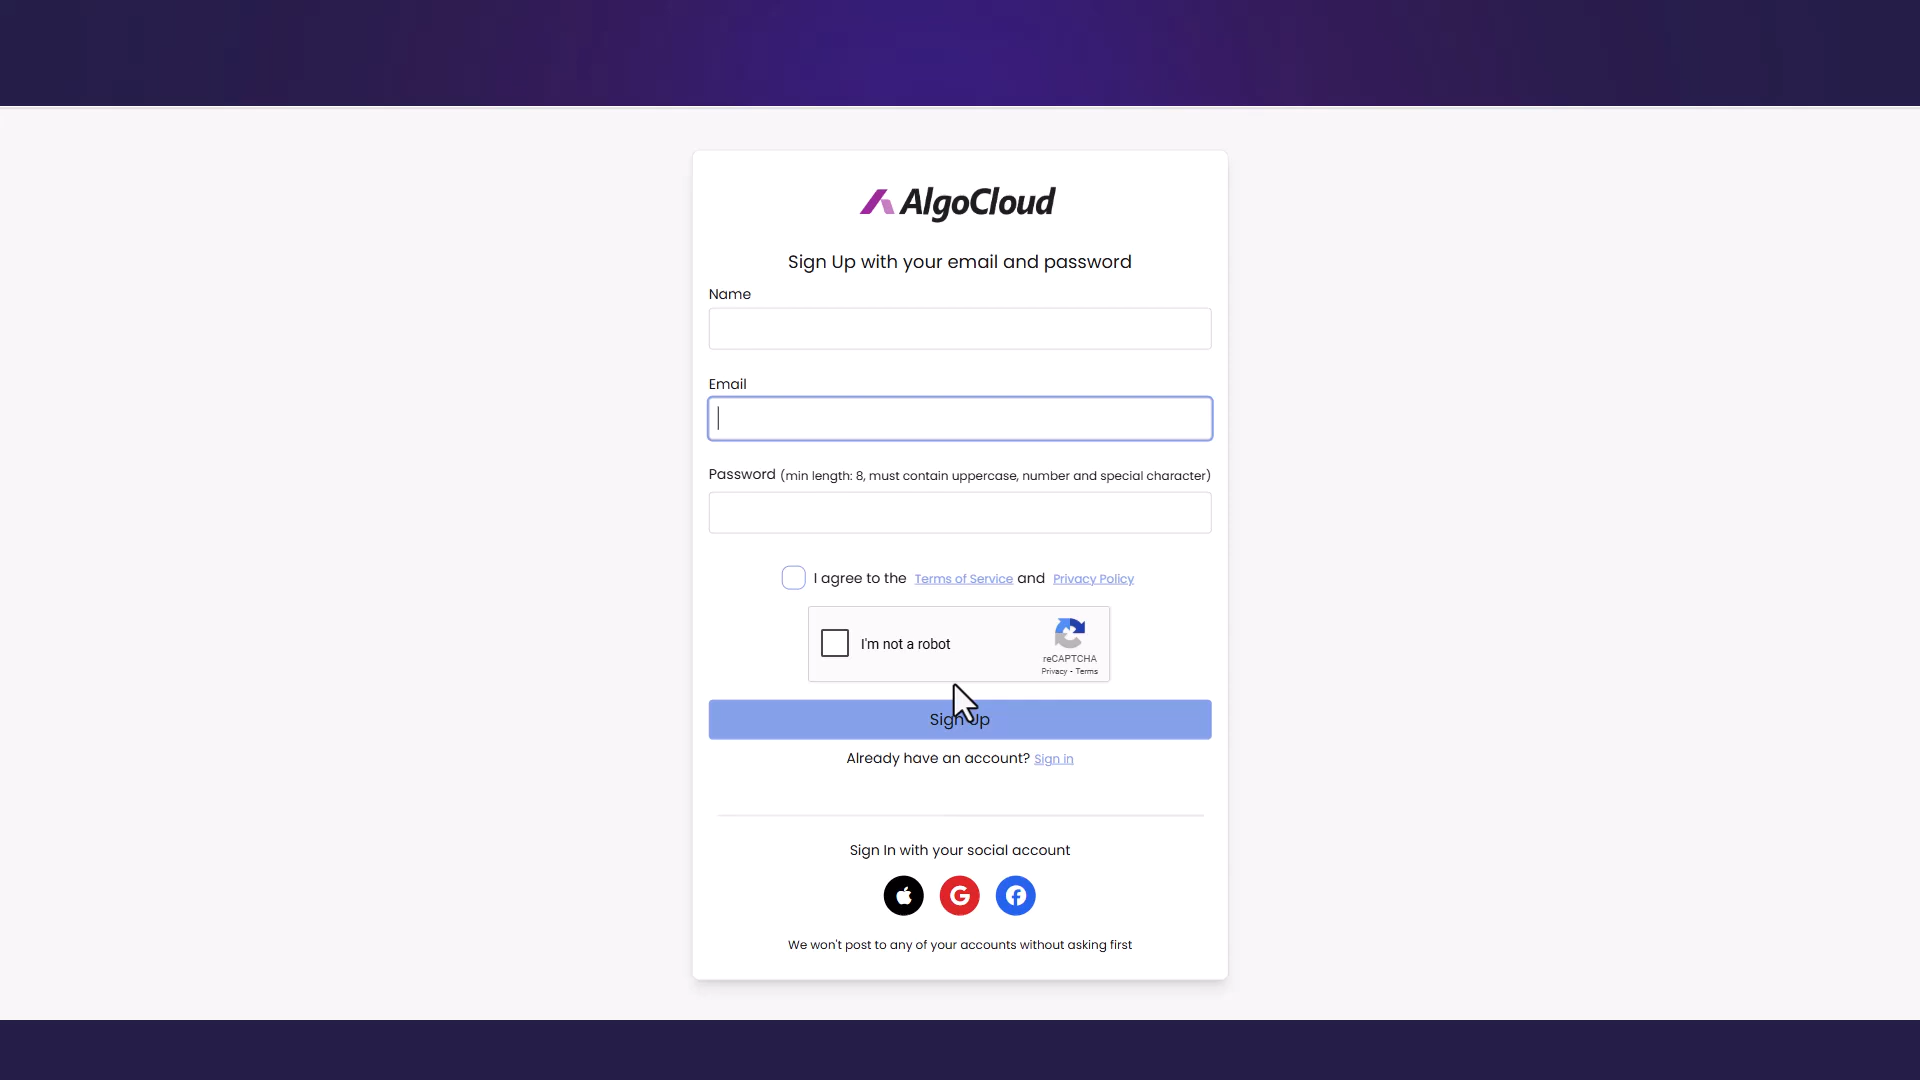 AlgoCloud
Sign Up with your email and password
Name
Email
Password (min length: 8, must contain uppercase, number and special character)
I agree to the Terms of Service and Privacy Policy
I'm not a robot
reCAPTCHA
Privacy - Terms
Sign Up
Already have an account? Sign in
Sign In with your social account
We won't post to any of your accounts without asking first